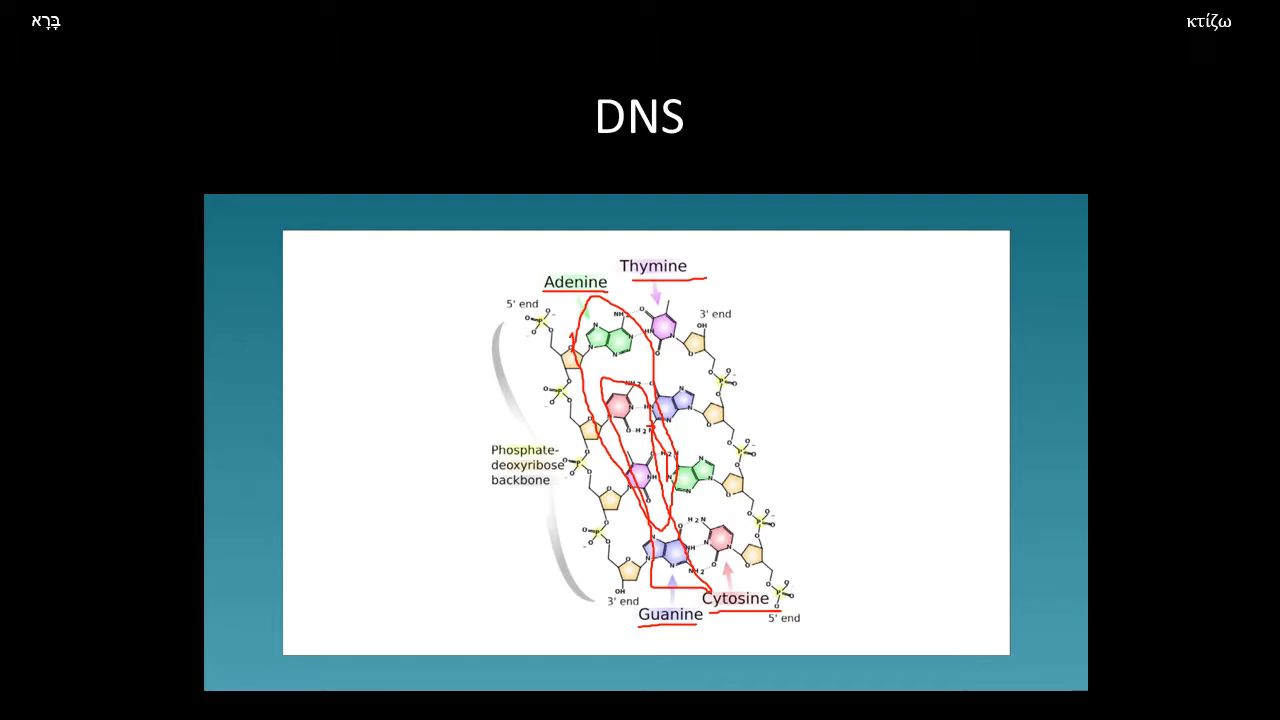 בָּרָא
κτίζω
DNS
Thymine
Adenine
5' end
3' end
Phosphate-
deoxyribose
backbone
3' end
Cytosine
Guanine
5' end